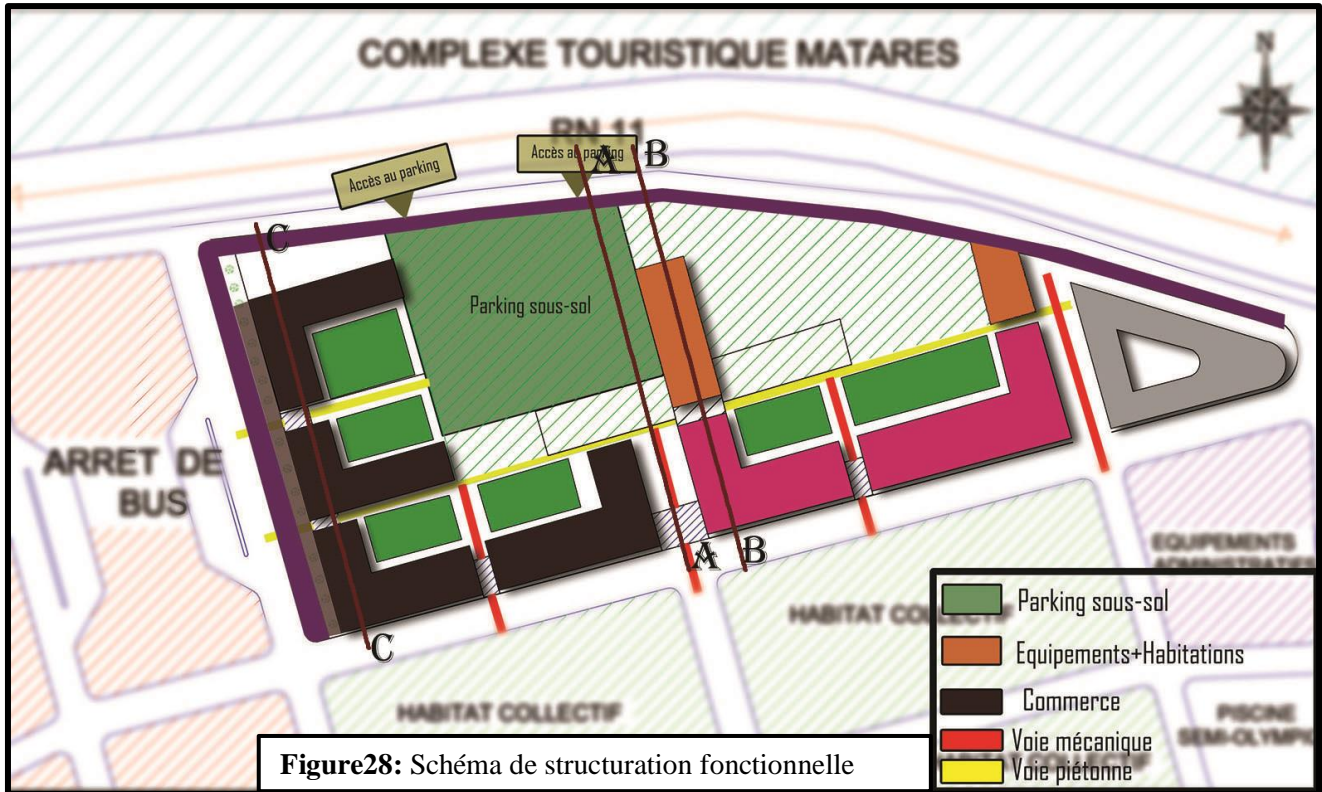 COMPLEXE TOURISTIQUE MATARES
N
RN 11
Accès au parking
Accès au parking
A
B
C
Parking sous-sol
ARRET DE
BUS
A
B
C
EQUIPEMENTS
HABITAT COLLECTIF
HABITAT COLLECTIF
PISCINE
SEMI-OLYMPI
Parking sous-sol
Equipements+Habitations
Commerce
Voie mécanique
Voie piétonne
Figure28: Schéma de structuration fonctionnelle